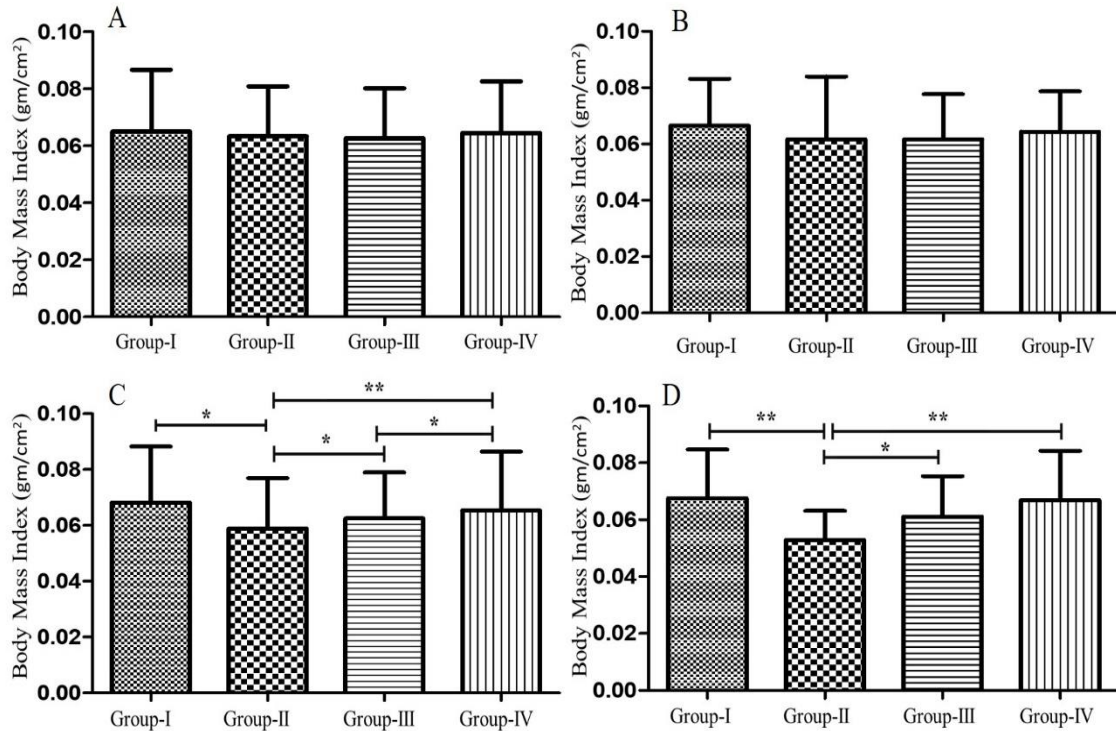 A
Body Mass Index (gm/cm²)
0.10
0.08
0.06
0.04
0.02
0.00
Group-I Group-II Group-III Group-IV
B
Body Mass Index (gm/cm²)
0.10
0.08
0.06
0.04
0.02
0.00
Group-I Group-II Group-III Group-IV
C
Body Mass Index (gm/cm²)
0.10
0.08
0.06
0.04
0.02
0.00
**
*
*
*
Group-I Group-II Group-III Group-IV
D
Body Mass Index (gm/cm²)
0.10
0.08
0.06
0.04
0.02
0.00
** **
*
Group-I Group-II Group-III Group-IV